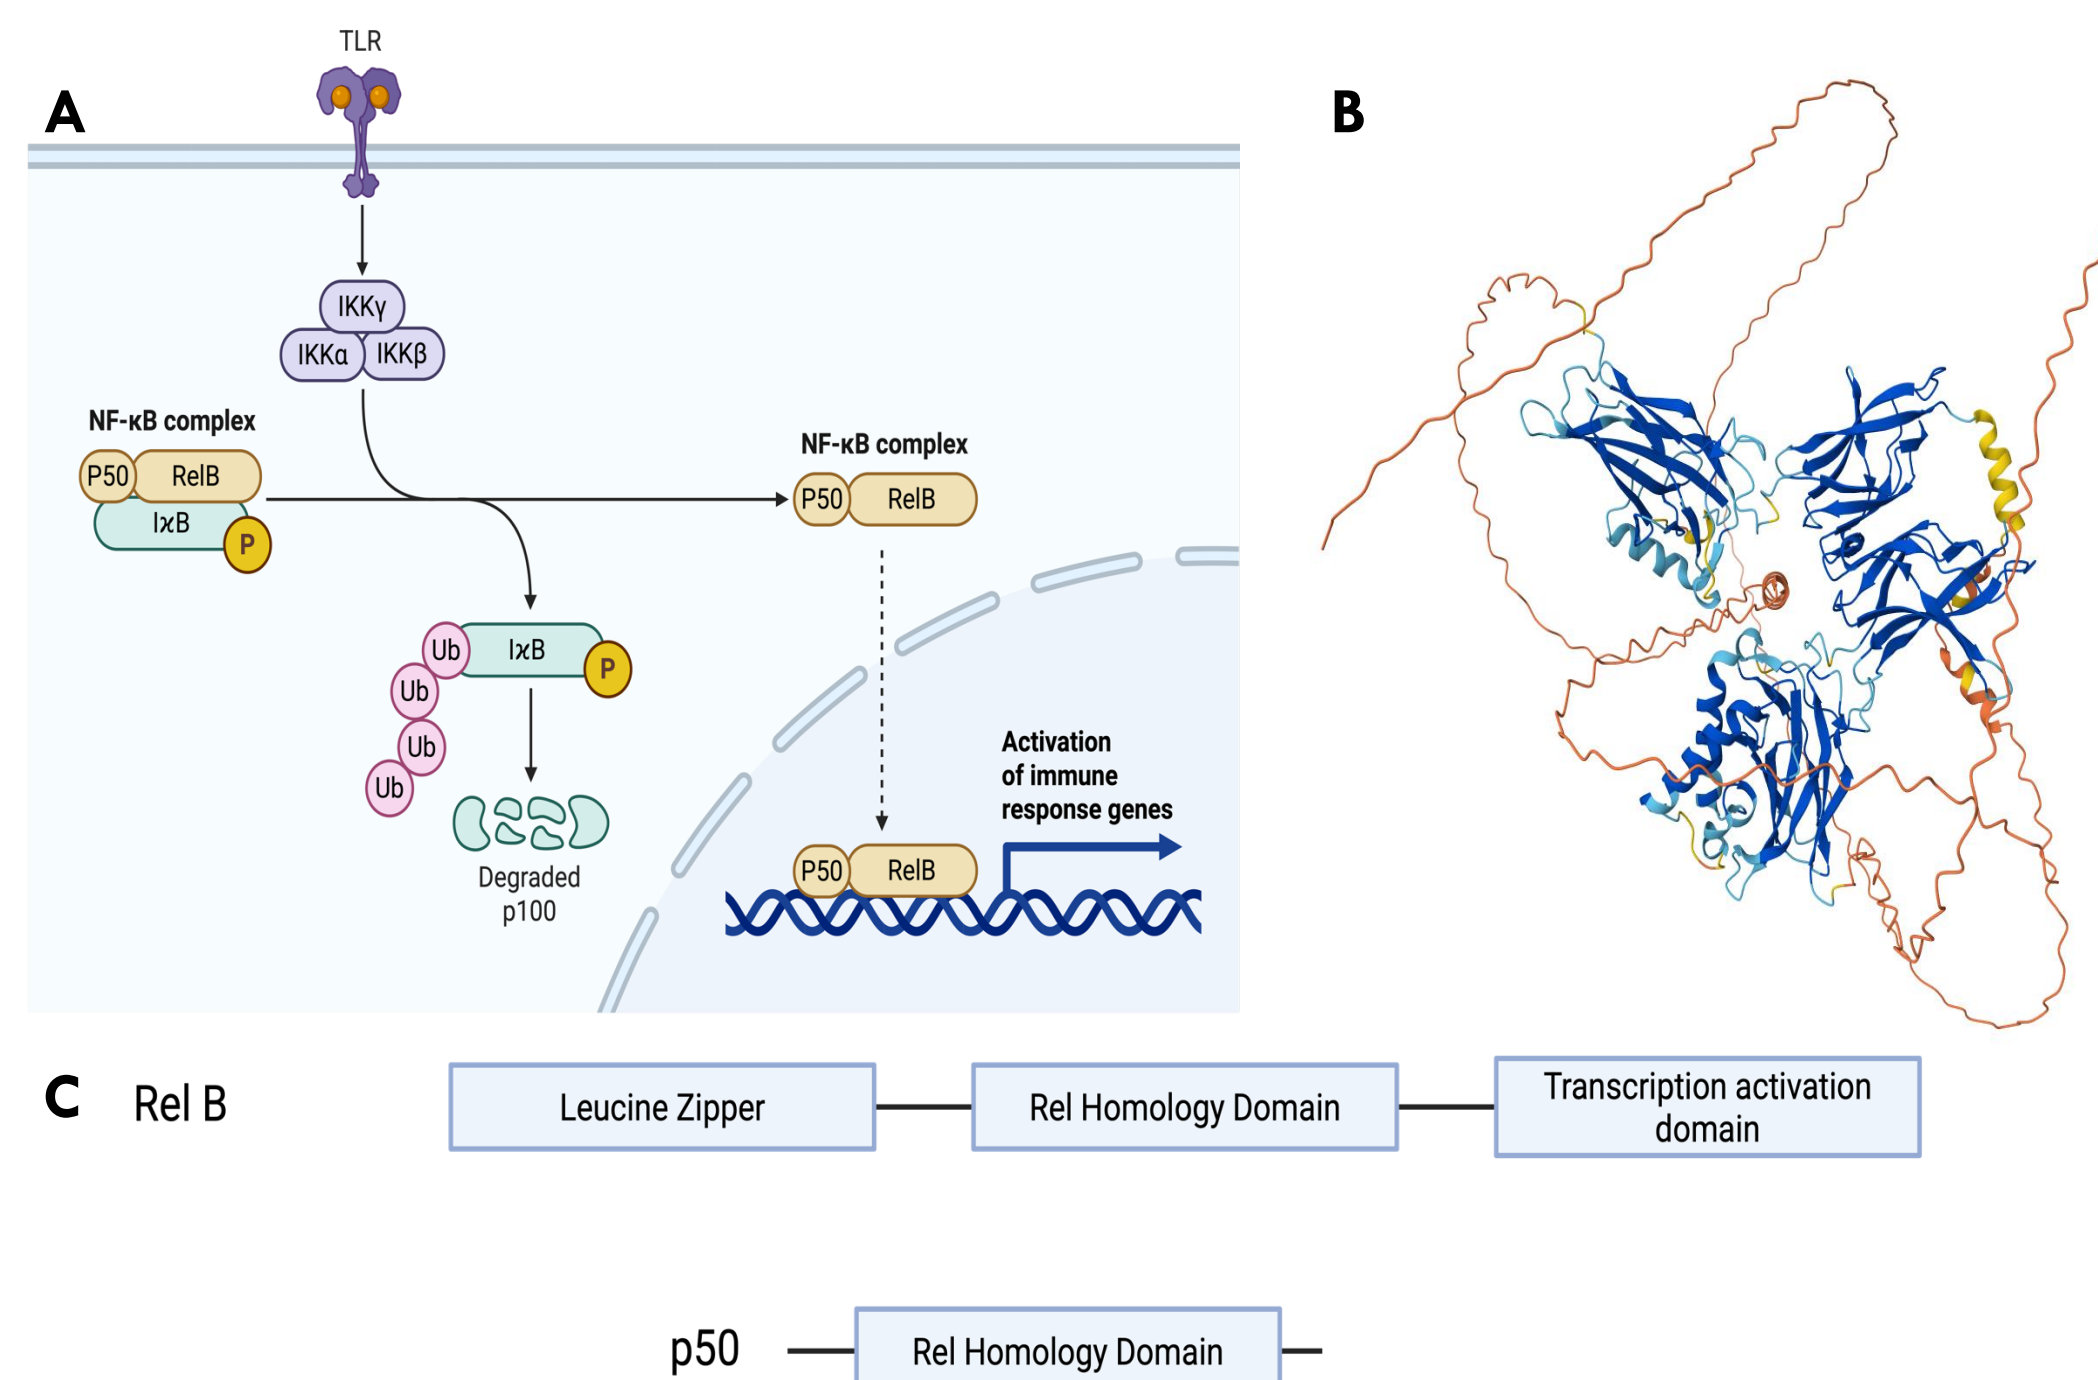 A
TLR
IKKγ
IKKα
IKKβ
NF-κB complex
P50
RelB
IϰB
P
NF-κB complex
P50
RelB
Ub
IϰB
P
Ub
Ub
Ub
Degraded
p100
Activation
of immune
response genes
P50
RelB
B
C
Rel B
Leucine Zipper
Rel Homology Domain
Transcription activation
domain
p50
Rel Homology Domain